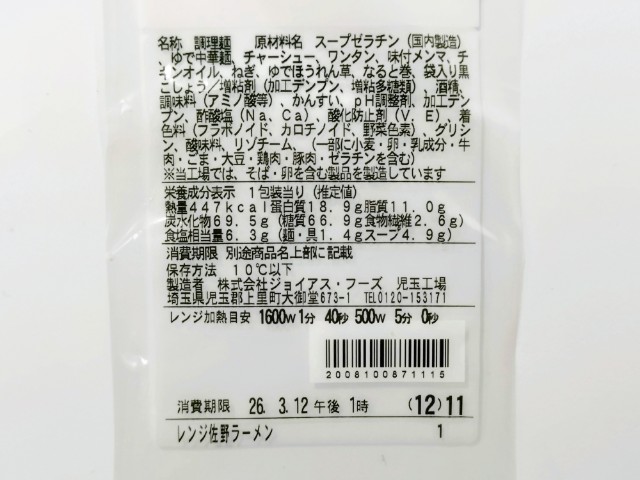 名称 調理麺 原材料名 スープゼラチン(国内製造)
、ゆで中華麺、チャーシュー、ワンタン、味付メンマ、チ
キンオイル、ねぎ、ゆでほうれん草、なると巻、袋入り黒
こしょう/増粘剤(加工デンプン、増粘多糖類)、酒精、
調味料(アミノ酸等)、かんすい、pH調整剤、加工デン
プン、酢酸塩(Na、Ca)、酸化防止剤(V.E)、着
色料(フラボノイド、カロチノイド、野菜色素)、グリシ
ン、酸味料、リゾチーム、(一部に小麦・卵・乳成分・牛
肉・ごま・大豆・鶏肉・豚肉・ゼラチンを含む)
※当工場では、そば・卵を含む製品を製造しています
栄養成分表示 1包装当り(推定値)
熱量447kcal蛋白質18.9g脂質11.0g
炭水化物69.5g(糖質66.9g食物繊維2.6g)
食塩相当量6.3g(麺・具1.4gスープ4.9g)
消費期限 別途商品名上部に記載
保存方法 10℃以下
製造者 株式会社ジョイアス・フーズ 児玉工場
埼玉県児玉郡上里町大御堂673-1 TEL0120-153171
レンジ加熱目安 1600W 1分 40秒 500W 5分 0秒
2008100871115
消費期限 26. 3.12 午後 1時 (12)11
レンジ佐野ラーメン 1